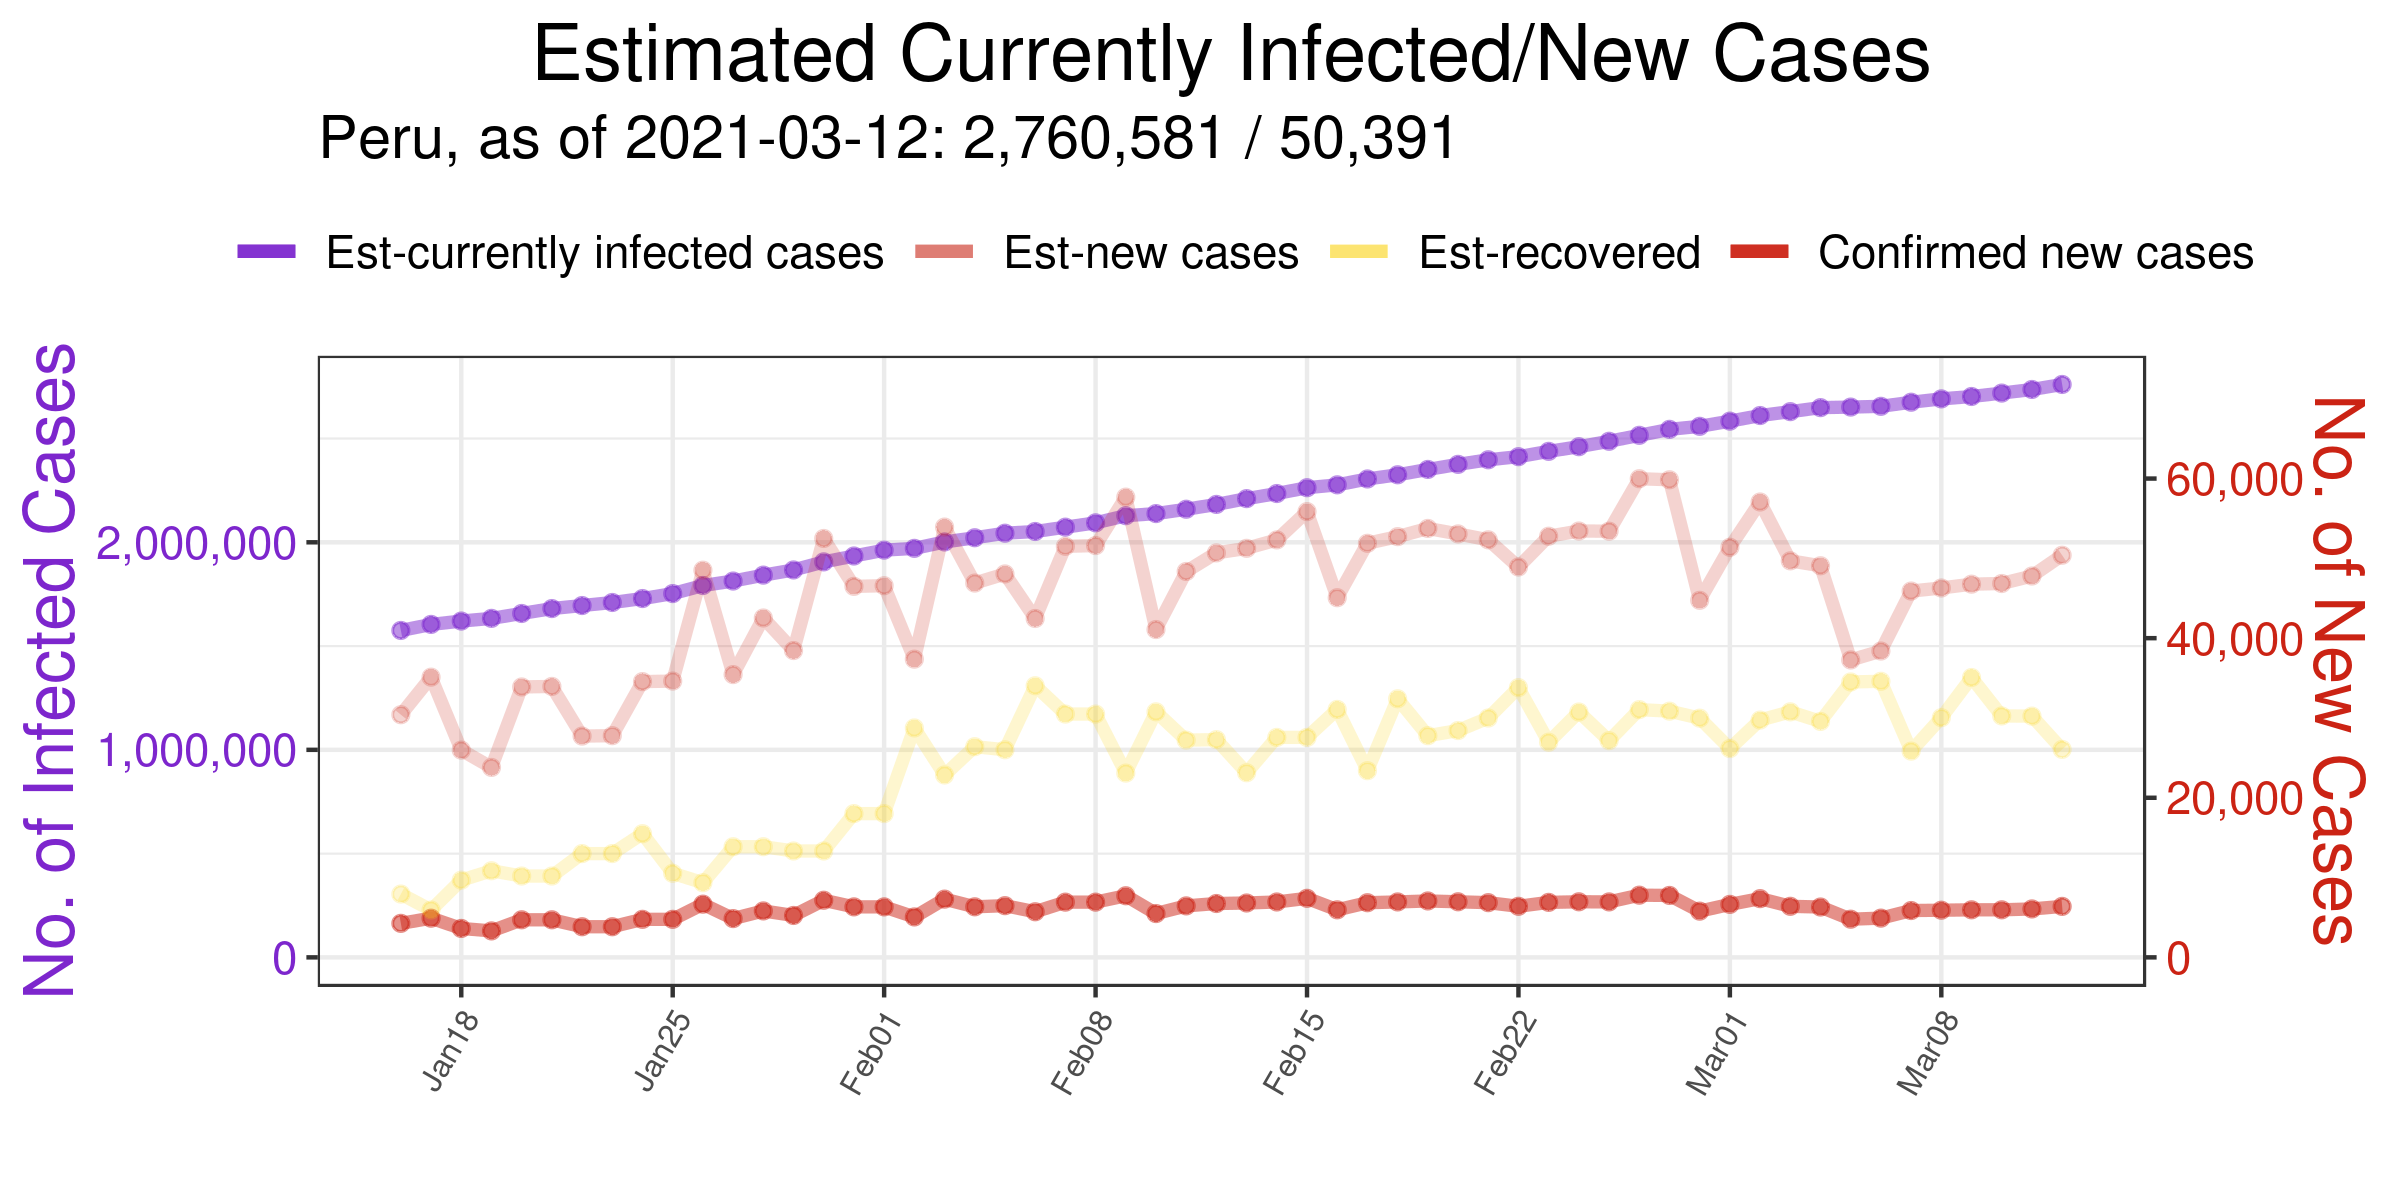 Estimated Currently Infected/New Cases
Peru, as of 2021-03-12: 2,760,581 / 50,391
Est-currently infected cases Est-new cases Est-recovered Confirmed new cases
No. of Infected Cases
2,000,000
1,000,000
0
No. of New Cases
60,000
40,000
20,000
0
Jan18 Jan25 Feb01 Feb08 Feb15 Feb22 Mar01 Mar08